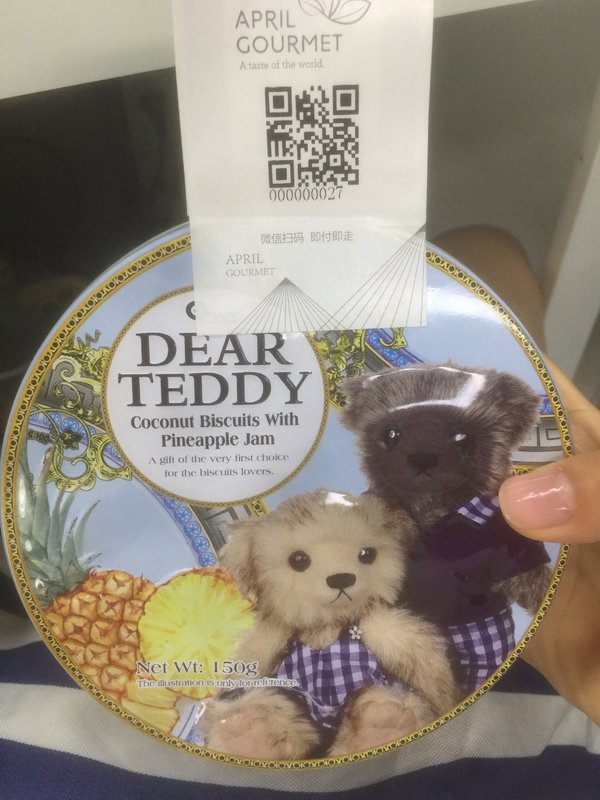 APRIL
GOURMET
A taste of the world.
000000027
微信扫码 即付即走
APRIL
GOURMET
DEAR
TEDDY
Coconut Biscuits With
Pineapple Jam
A gift of the very first choice
for the biscuits lovers.
Net Wt: 150g
The illustration is only for reference.